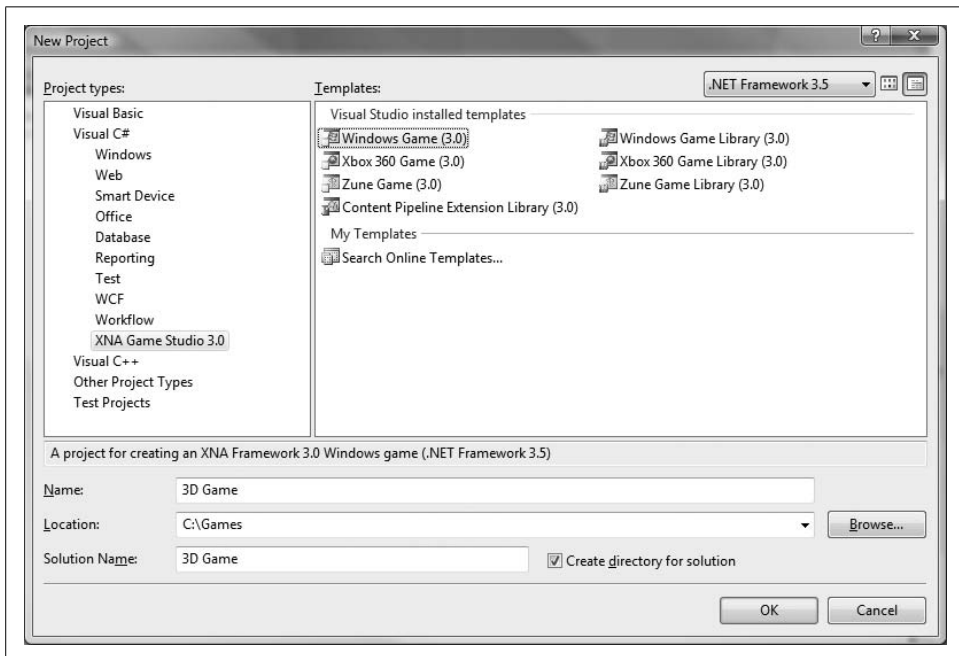 New Project
Project types:
Templates:
.NET Framework 3.5
Visual Basic
Visual C#
Windows
Web
Smart Device
Office
Database
Reporting
Test
WCF
Workflow
XNA Game Studio 3.0
Visual C++
Other Project Types
Test Projects
Visual Studio installed templates
Windows Game (3.0)
Windows Game Library (3.0)
Xbox 360 Game (3.0)
Xbox 360 Game Library (3.0)
Zune Game (3.0)
Zune Game Library (3.0)
Content Pipeline Extension Library (3.0)
My Templates
Search Online Templates...
A project for creating an XNA Framework 3.0 Windows game (.NET Framework 3.5)
Name:
3D Game
Location:
C:\Games
Browse...
Solution Name:
3D Game
Create directory for solution
OK
Cancel